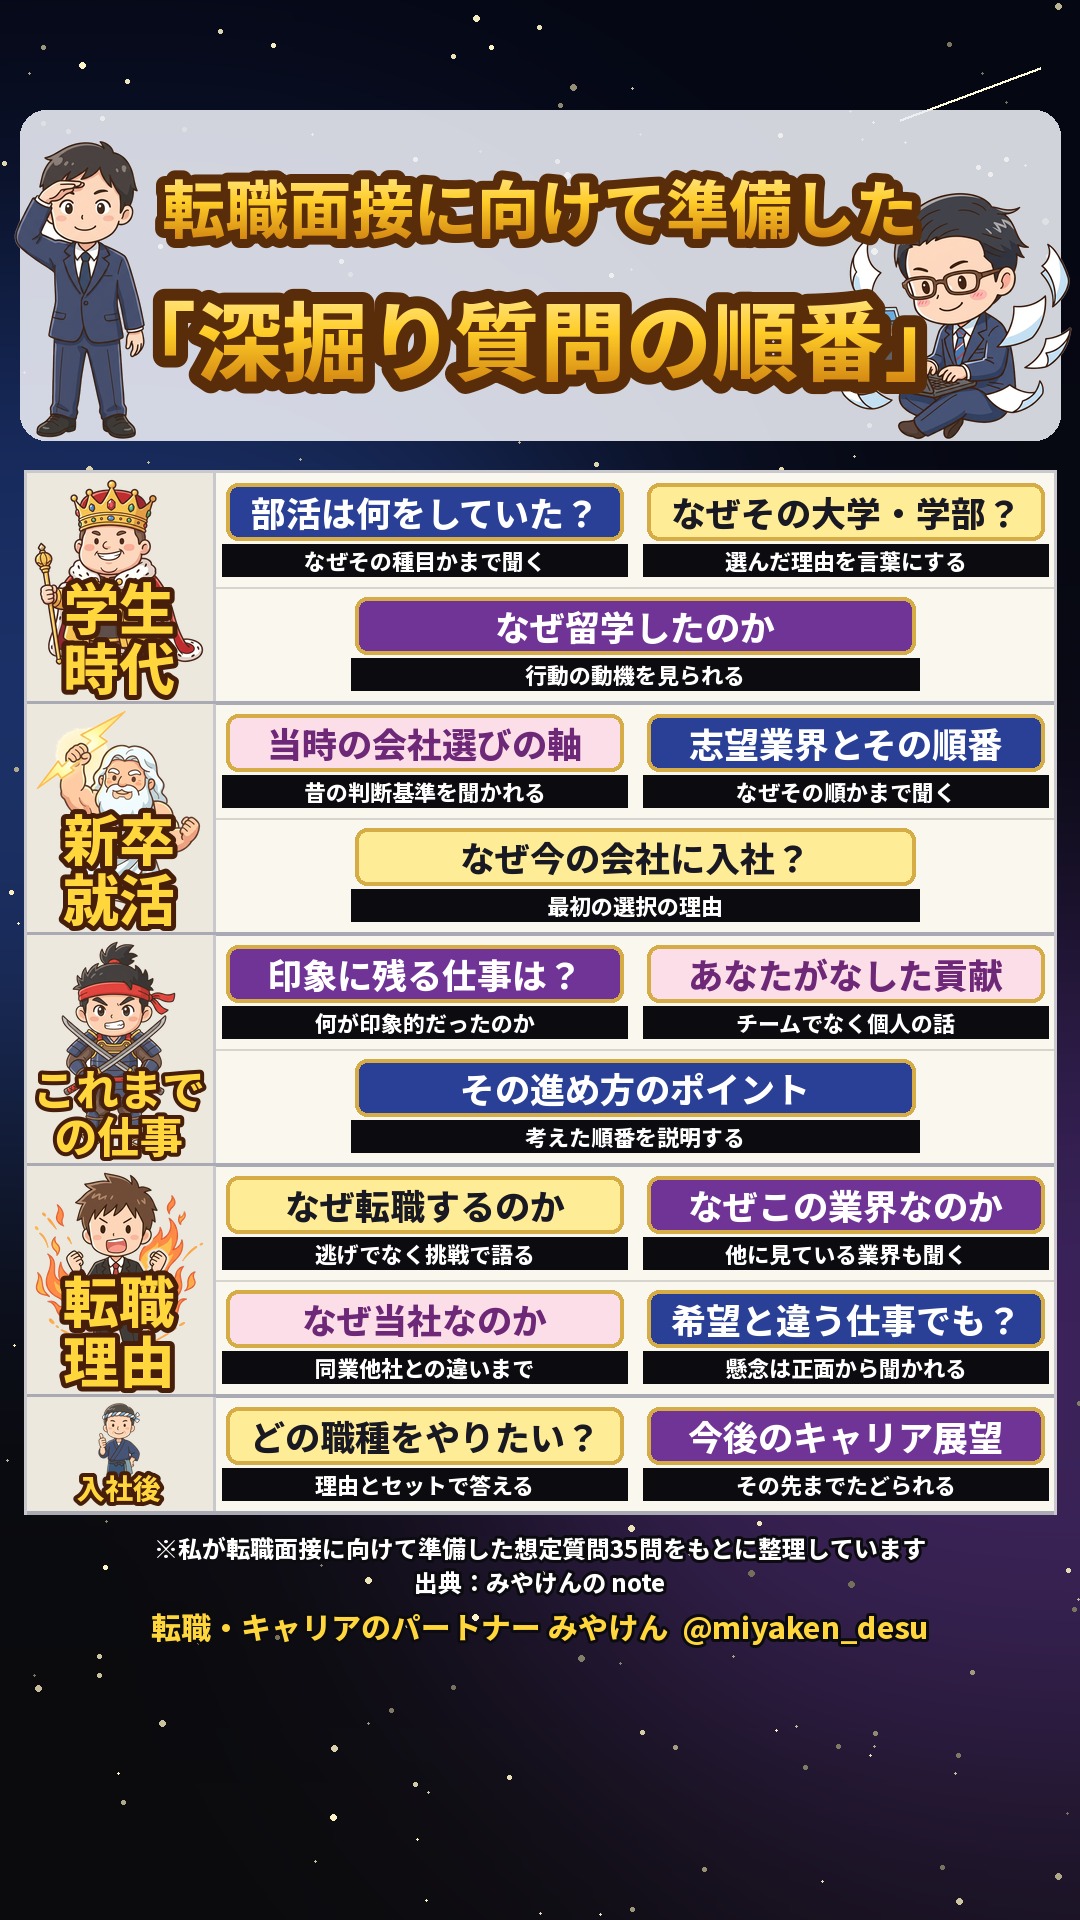 転職面接に向けて準備した
「深掘り質問の順番」
学生
時代
部活は何をしていた？
なぜその種目かまで聞く
なぜその大学・学部？
選んだ理由を言葉にする
なぜ留学したのか
行動の動機を見られる
新卒
就活
当時の会社選びの軸
昔の判断基準を聞かれる
志望業界とその順番
なぜその順かまで聞く
なぜ今の会社に入社？
最初の選択の理由
これまで
の仕事
印象に残る仕事は？
何が印象的だったのか
あなたがなした貢献
チームでなく個人の話
その進め方のポイント
考えた順番を説明する
転職
理由
なぜ転職するのか
逃げでなく挑戦で語る
なぜこの業界なのか
他に見ている業界も聞く
なぜ当社なのか
同業他社との違いまで
希望と違う仕事でも？
懸念は正面から聞かれる
入社後
どの職種をやりたい？
理由とセットで答える
今後のキャリア展望
その先までたどられる
※私が転職面接に向けて準備した想定質問35問をもとに整理しています
出典：みやけんの note
転職・キャリアのパートナー みやけん @miyaken_desu